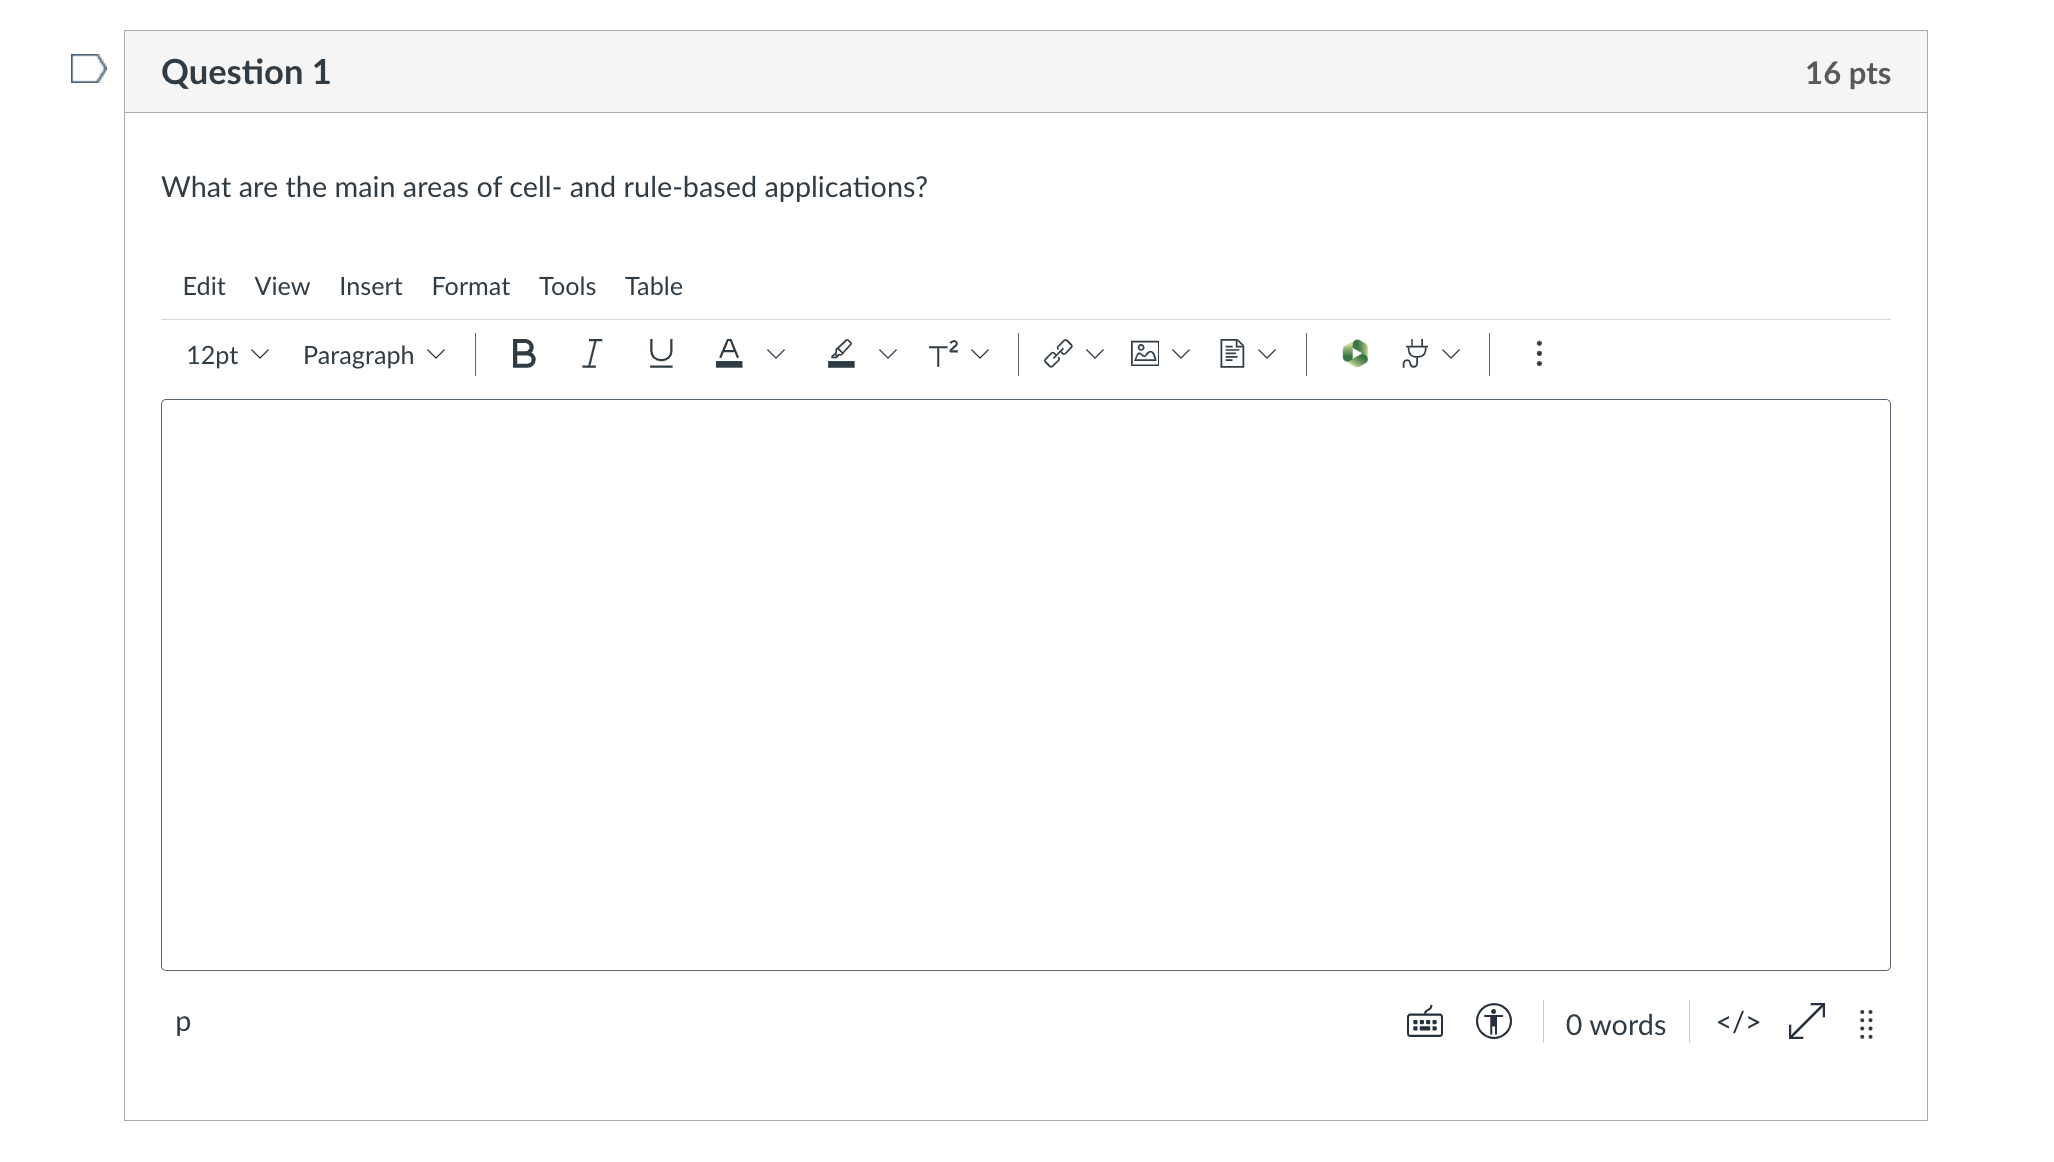 Question 1
16 pts
What are the main areas of cell- and rule-based applications?
Edit View Insert Format Tools Table
12pt Paragraph B I U A T²
p
0 words </>